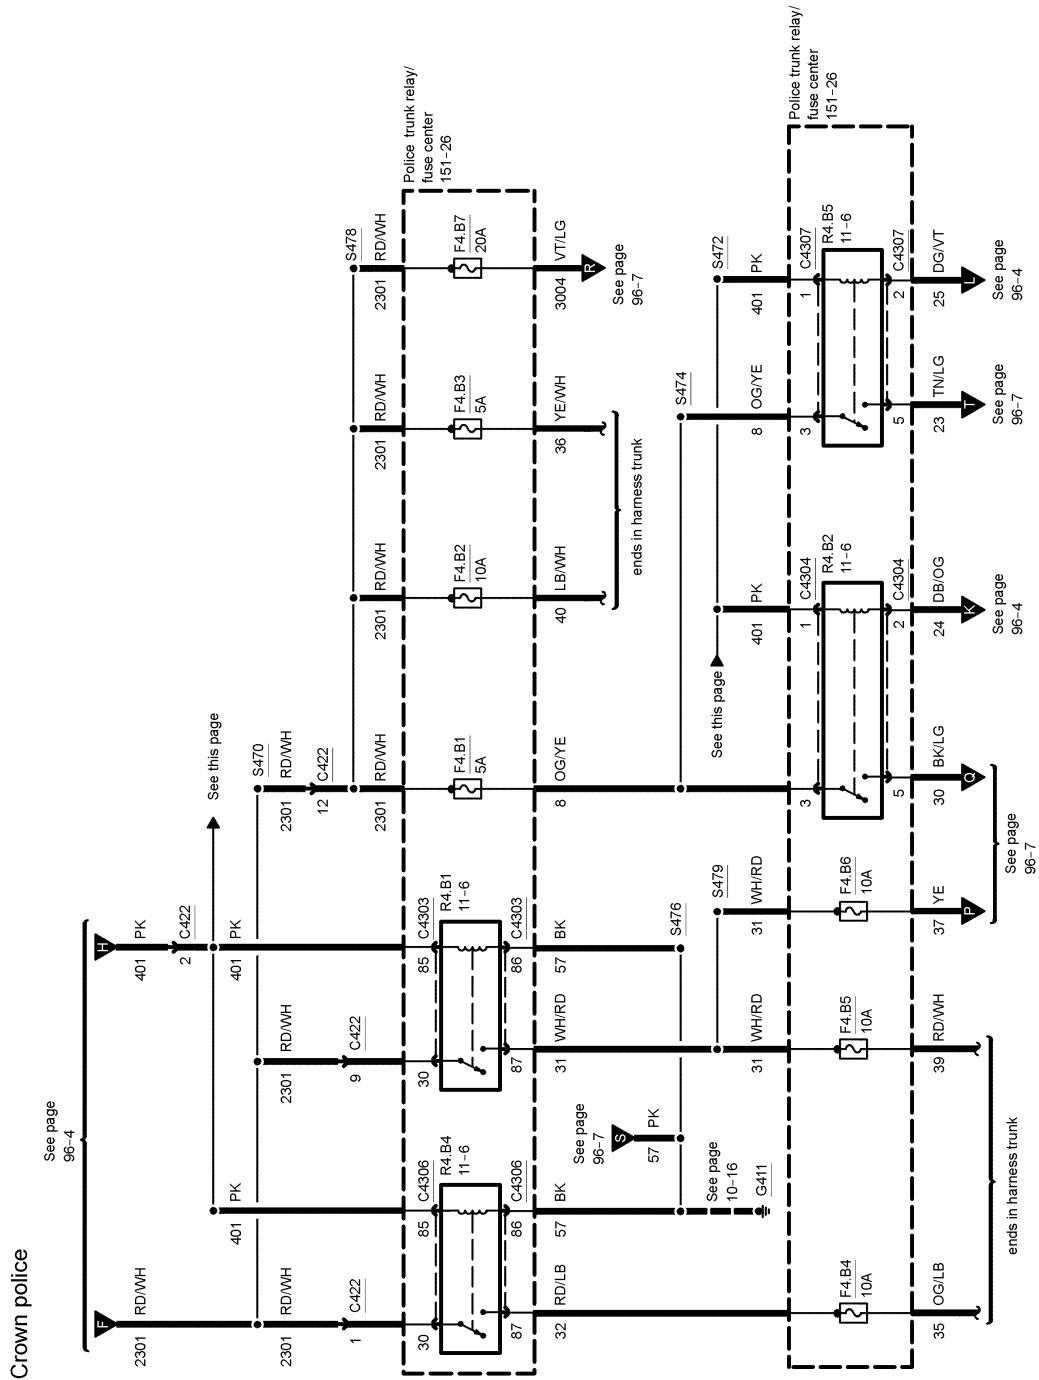 Crown police
See page
96-4
F
H
2301
RD/WH
401
PK
2
C422
401
PK
See this page
401
PK
2301
RD/WH
1
C422
2301
RD/WH
9
C422
S470
2301
RD/WH
12
C422
S478
2301
RD/WH
2301
RD/WH
2301
RD/WH
2301
RD/WH
Police trunk relay/
fuse center
151-26
30
85
C4306
R4.B4
11-6
87
86
C4306
30
85
C4303
R4.B1
11-6
87
86
C4303
F4.B1
5A
F4.B2
10A
F4.B3
5A
F4.B7
20A
32
RD/LB
57
BK
31
WH/RD
57
BK
8
OG/YE
40
LB/WH
36
YE/WH
3004
VT/LG
R
See page
96-7
ends in harness trunk
See page
96-7
S
57
PK
S476
See page
10-16
G411
S479
31
WH/RD
31
WH/RD
S474
8
OG/YE
S472
See this page
401
PK
401
PK
Police trunk relay/
fuse center
151-26
F4.B4
10A
F4.B5
10A
F4.B6
10A
3
1
C4304
R4.B2
11-6
5
2
C4304
3
1
C4307
R4.B5
11-6
5
2
C4307
35
OG/LB
39
RD/WH
37
YE
P
30
BK/LG
Q
24
DB/OG
K
23
TN/LG
T
25
DG/VT
L
ends in harness trunk
See page
96-7
See page
96-4
See page
96-7
See page
96-4